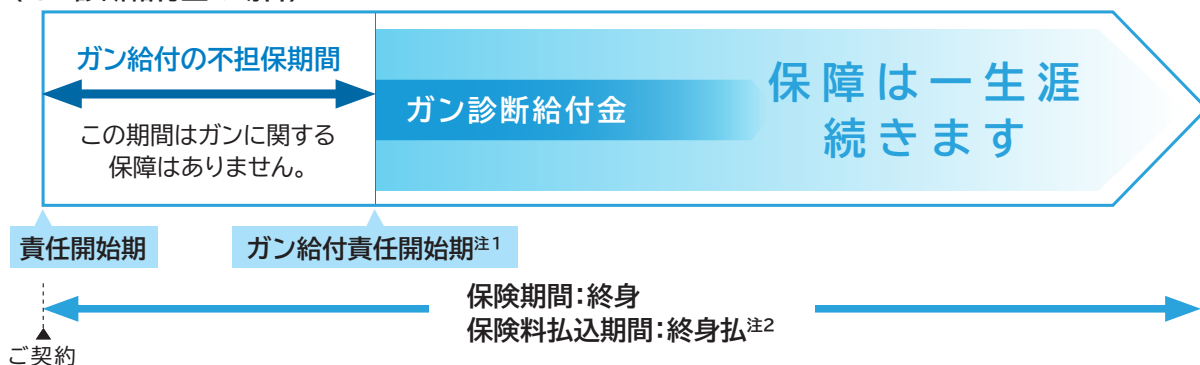 ガン給付の不担保期間
この期間はガンに関する
保障はありません。
ガン診断給付金
保障は一生涯
続きます
責任開始期
ガン給付責任開始期注1
保険期間：終身
保険料払込期間：終身払注2
ご契約